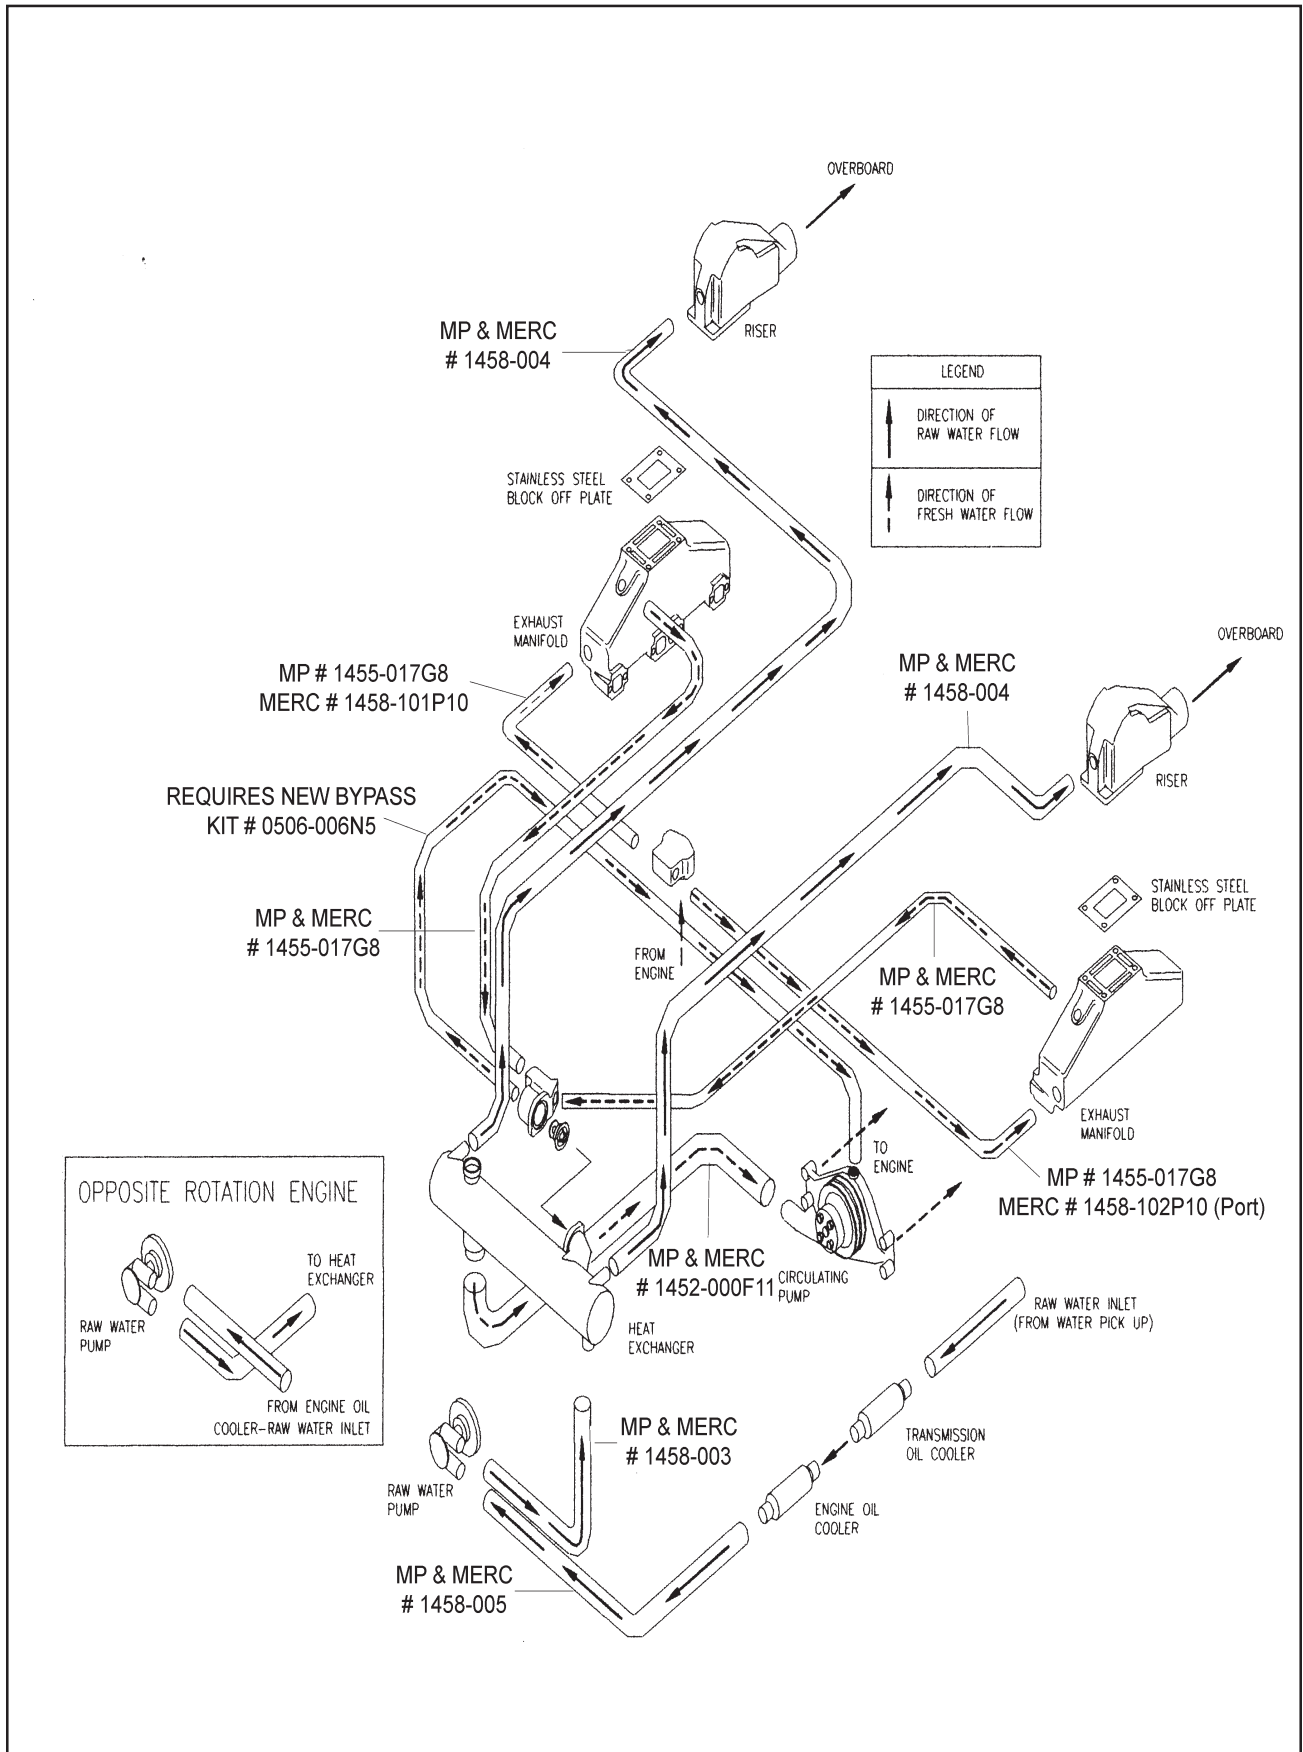 OVERBOARD
RISER
MP & MERC
# 1458-004
LEGEND
DIRECTION OF
RAW WATER FLOW
DIRECTION OF
FRESH WATER FLOW
STAINLESS STEEL
BLOCK OFF PLATE
EXHAUST
MANIFOLD
OVERBOARD
MP # 1455-017G8
MERC # 1458-101P10
MP & MERC
# 1458-004
RISER
REQUIRES NEW BYPASS
KIT # 0506-006N5
STAINLESS STEEL
BLOCK OFF PLATE
MP & MERC
# 1455-017G8
FROM
ENGINE
MP & MERC
# 1455-017G8
EXHAUST
MANIFOLD
TO
ENGINE
MP # 1455-017G8
MERC # 1458-102P10 (Port)
OPPOSITE ROTATION ENGINE
TO HEAT
EXCHANGER
RAW WATER
PUMP
FROM ENGINE OIL
COOLER-RAW WATER INLET
MP & MERC
# 1452-000F11
CIRCULATING
PUMP
HEAT
EXCHANGER
RAW WATER INLET
(FROM WATER PICK UP)
MP & MERC
# 1458-003
TRANSMISSION
OIL COOLER
RAW WATER
PUMP
ENGINE OIL
COOLER
MP & MERC
# 1458-005